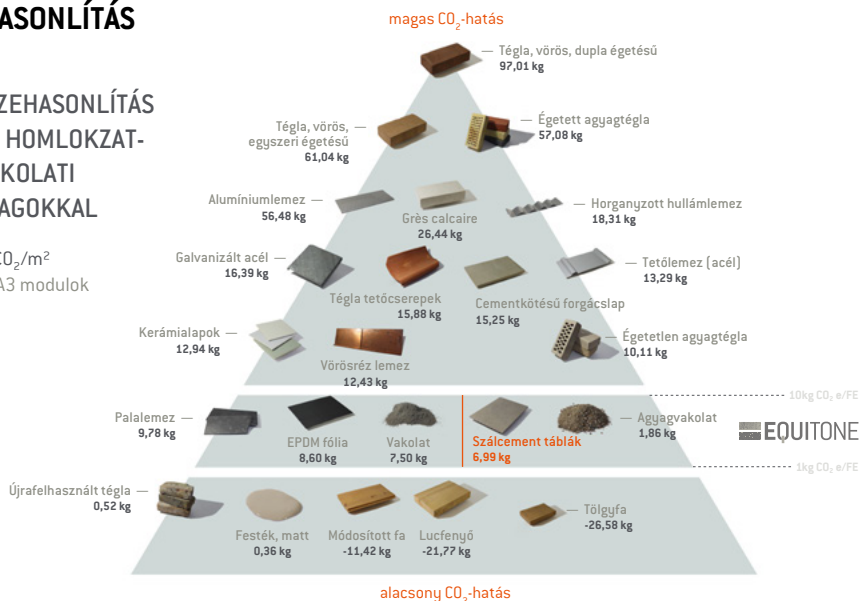 ASONLÍTÁS
ZEHASONLÍTÁS
HOMLOKZAT-
KOLATI
AGOKKAL
CO₂/m²
A3 modulok
magas CO₂-hatás
Tégla, vörös, dupla égetésű
97,01 kg
Tégla, vörös,
egyszeri égetésű
61,04 kg
Égetett agyagtégla
57,08 kg
Alumíniumlemez
56,48 kg
Grès calcaire
26,44 kg
Horganyzott hullámlemez
18,31 kg
Galvanizált acél
16,39 kg
Tégla tetőcserepek
15,88 kg
Cementkötésű forgácslap
15,25 kg
Tetőlemez (acél)
13,29 kg
Kerámialapok
12,94 kg
Vörösréz lemez
12,43 kg
Égetetlen agyagtégla
10,11 kg
10kg CO₂ e/FE
Palalemez
9,78 kg
EPDM fólia
8,60 kg
Vakolat
7,50 kg
Szálcement táblák
6,99 kg
Agyagvakolat
1,86 kg
EQUITONE
1kg CO₂ e/FE
Újrafelhasznált tégla
0,52 kg
Festék, matt
0,36 kg
Módosított fa
-11,42 kg
Lucfenyő
-21,77 kg
Tölgyfa
-26,58 kg
alacsony CO₂-hatás